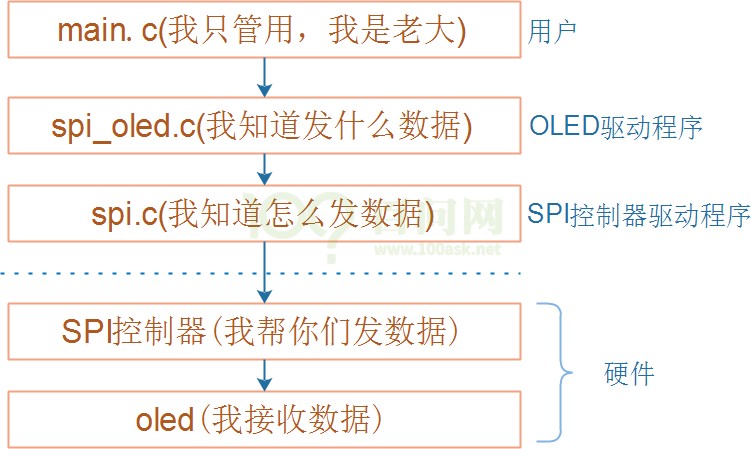 main.c(我只管用，我是老大) 用户
spi_oled.c(我知道发什么数据) OLED驱动程序
spi.c(我知道怎么发数据) SPI控制器驱动程序
100?
百问网
www.100ask.net
SPI控制器(我帮你们发数据)
硬件
oled(我接收数据)